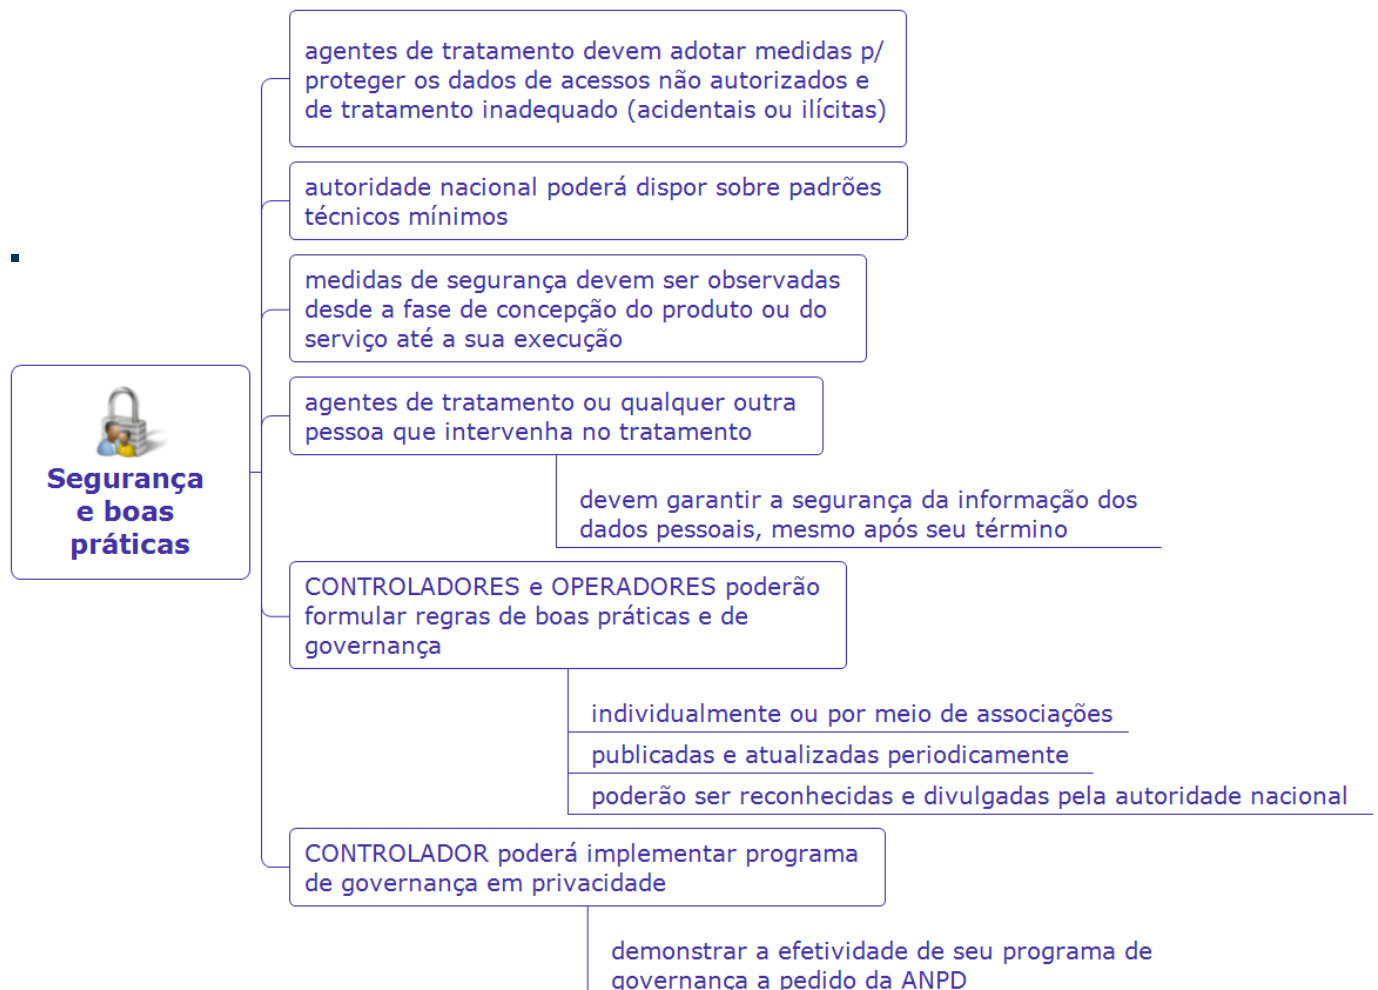 agentes de tratamento devem adotar medidas p/
proteger os dados de acessos não autorizados e
de tratamento inadequado (acidentais ou ilícitas)
autoridade nacional poderá dispor sobre padrões
técnicos mínimos
medidas de segurança devem ser observadas
desde a fase de concepção do produto ou do
serviço até a sua execução
agentes de tratamento ou qualquer outra
pessoa que intervenha no tratamento
Segurança
e boas
práticas
devem garantir a segurança da informação dos
dados pessoais, mesmo após seu término
CONTROLADORES e OPERADORES poderão
formular regras de boas práticas e de
governança
individualmente ou por meio de associações
publicadas e atualizadas periodicamente
poderão ser reconhecidas e divulgadas pela autoridade nacional
CONTROLADOR poderá implementar programa
de governança em privacidade
demonstrar a efetividade de seu programa de
governança a pedido da ANPD